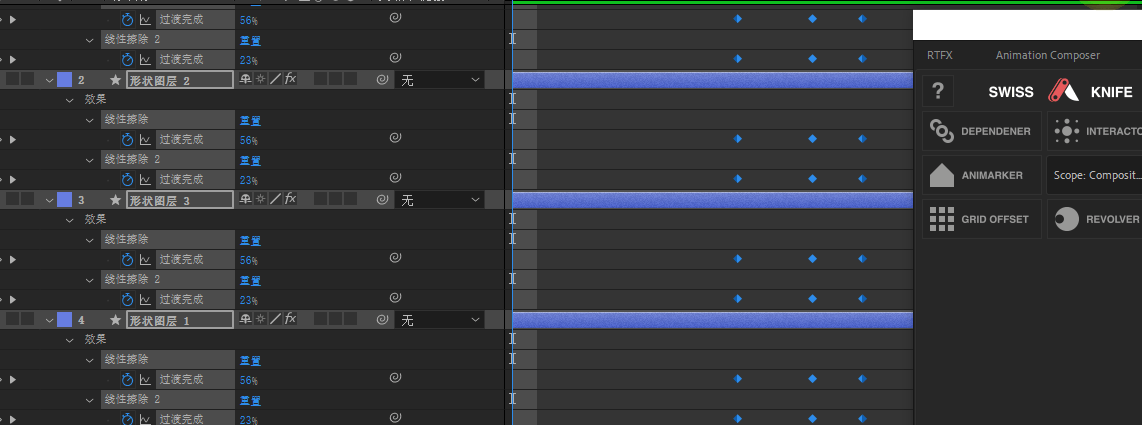 过渡完成 56%
线性擦除 2 重置
过渡完成 23%
2 形状图层 2 fx 无
效果
线性擦除 重置
过渡完成 56%
线性擦除 2 重置
过渡完成 23%
3 形状图层 3 fx 无
效果
线性擦除 重置
过渡完成 56%
线性擦除 2 重置
过渡完成 23%
4 形状图层 1 fx 无
效果
线性擦除 重置
过渡完成 56%
线性擦除 2 重置
过渡完成 23%
RTFX Animation Composer
? SWISS KNIFE
DEPENDENER INTERACTO
ANIMARKER Scope: Composit...
GRID OFFSET REVOLVER